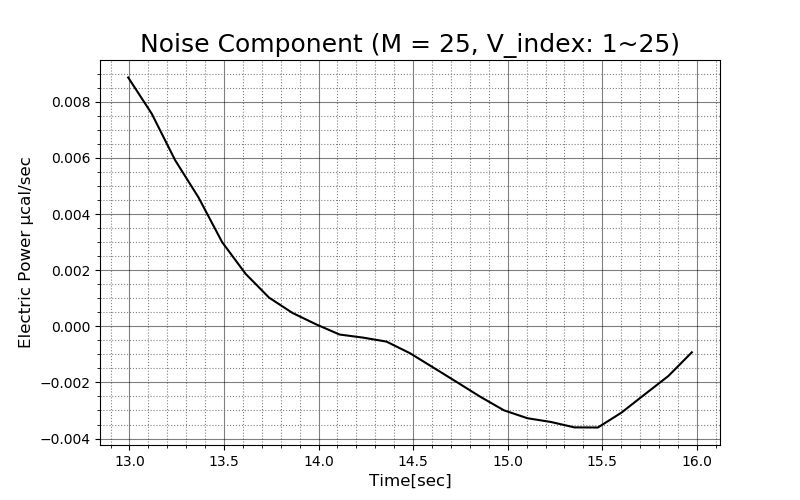 Noise Component (M = 25, V_index: 1~25)
Electric Power μcal/sec
0.008
0.006
0.004
0.002
0.000
−0.002
−0.004
13.0 13.5 14.0 14.5 15.0 15.5 16.0
Time[sec]